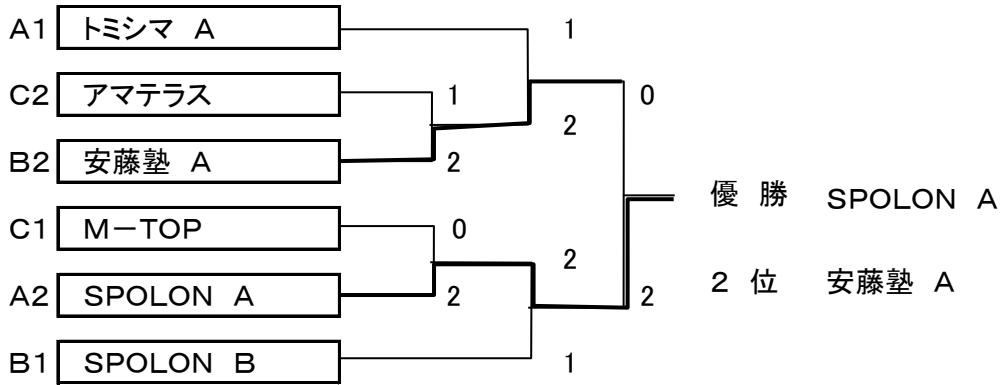 A1 トミシマ A 1
C2 アマテラス 1 0
2
B2 安藤塾 A 2
優 勝 SPOLON A
C1 M－TOP 0
2
A2 SPOLON A 2 2 2 位 安藤塾 A
B1 SPOLON B 1